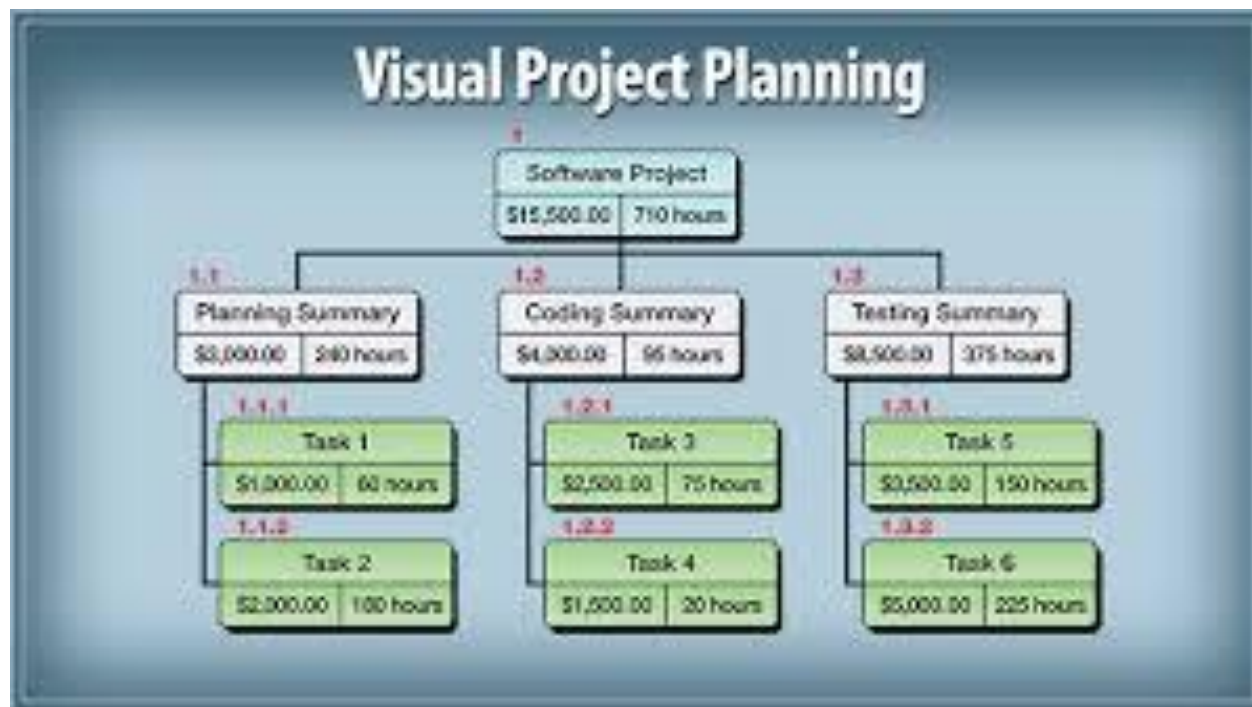 Visual Project Planning
1
Software Project
$15,500.00 710 hours
1.1 1.2 1.3
Planning Summary Coding Summary Testing Summary
$3,000.00 240 hours $4,000.00 95 hours $8,500.00 375 hours
1.1.1 1.2.1 1.3.1
Task 1 Task 3 Task 5
$1,000.00 60 hours $2,500.00 75 hours $3,500.00 150 hours
1.1.2 1.2.2 1.3.2
Task 2 Task 4 Task 6
$2,000.00 180 hours $1,500.00 20 hours $5,000.00 225 hours